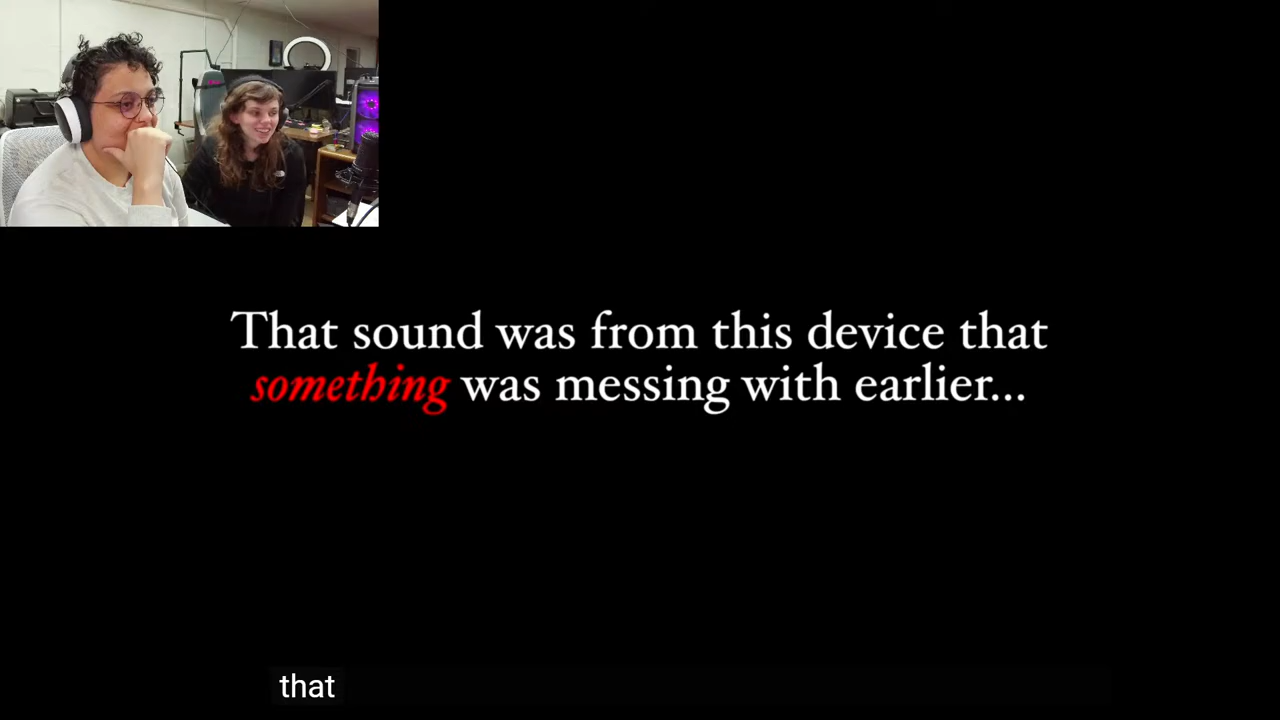 That sound was from this device that
something was messing with earlier...
that